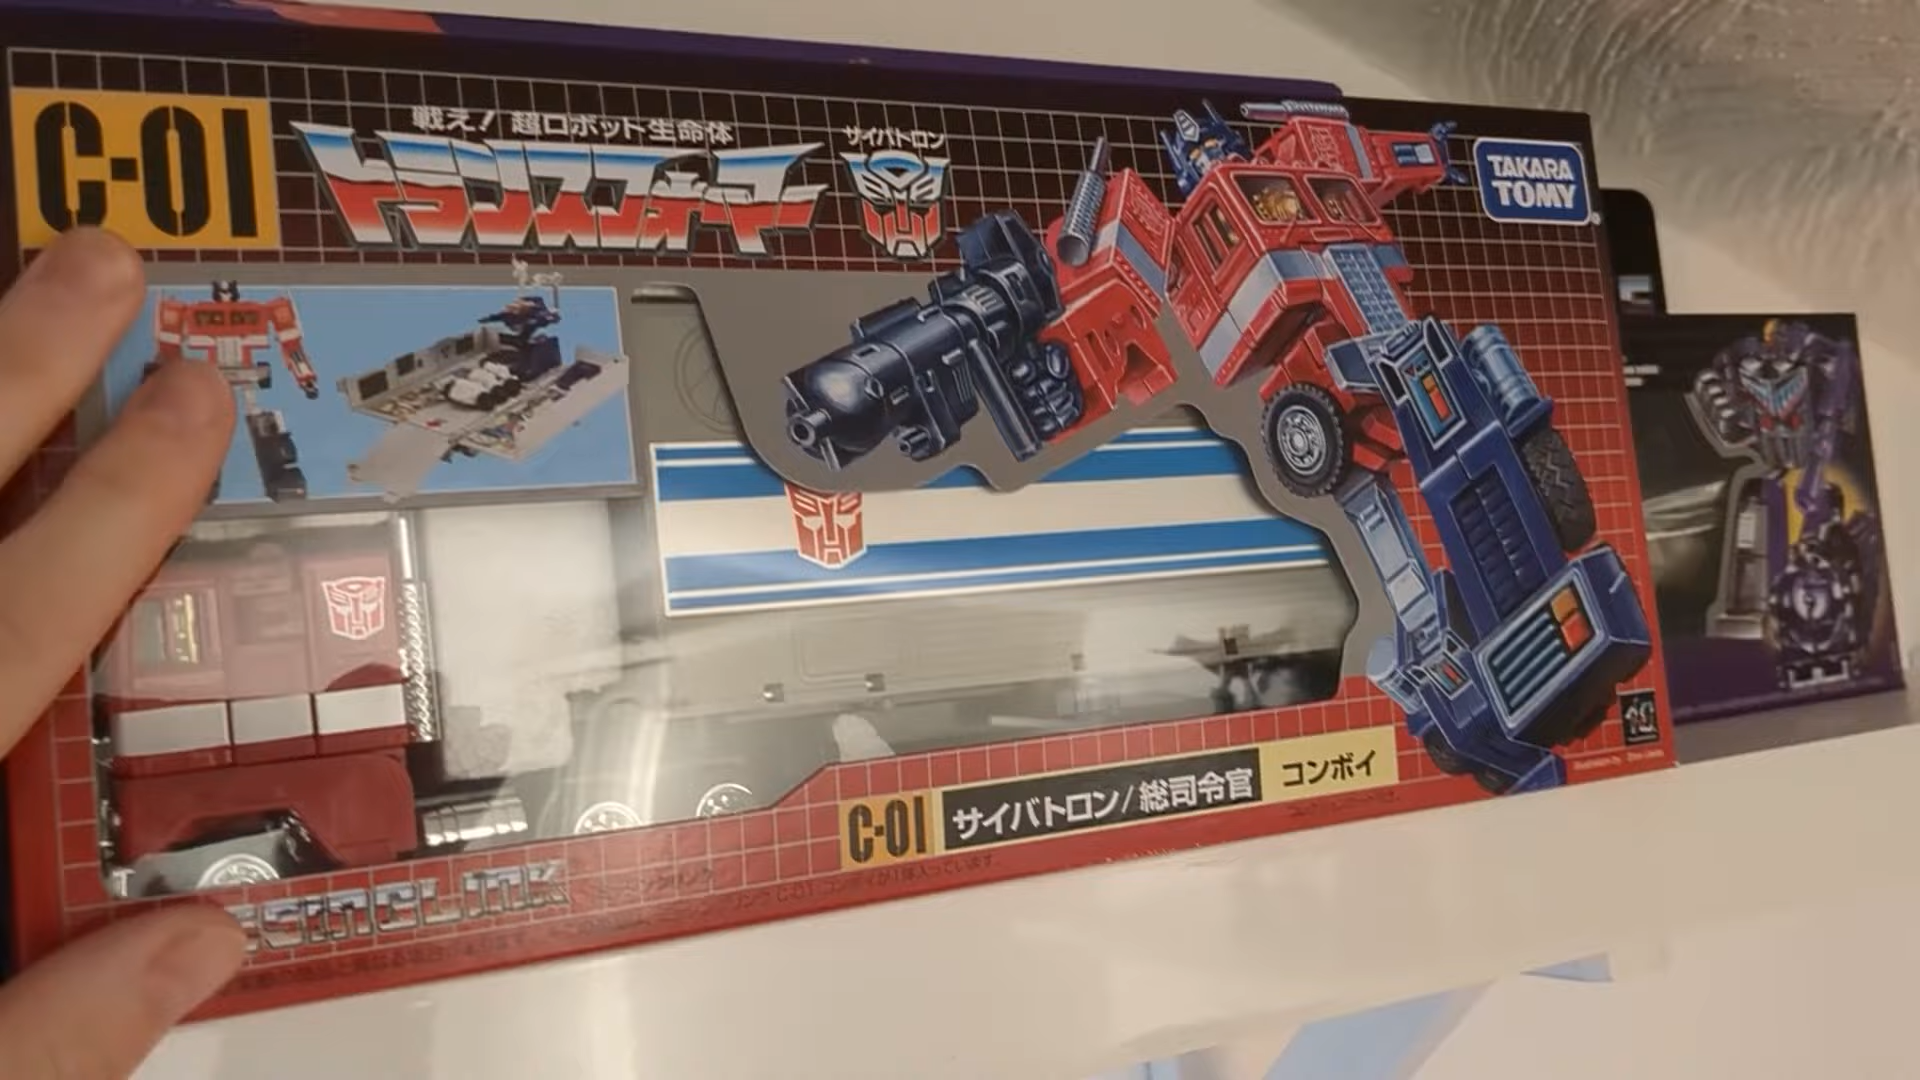 C-01
戦え！超ロボット生命体
トランスフォーマー
サイバトロン
TAKARA
TOMY
C-01 サイバトロン/総司令官 コンボイ